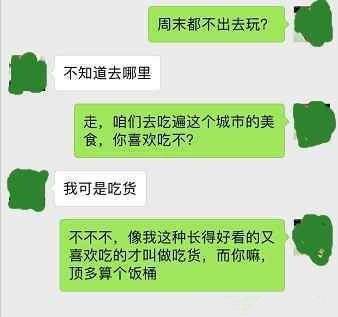 周末都不出去玩？
不知道去哪里
走，咱们去吃遍这个城市的美
食，你喜欢吃不？
我可是吃货
不不不，像我这种长得好看的又
喜欢吃的才叫做吃货，而你嘛，
顶多算个饭桶